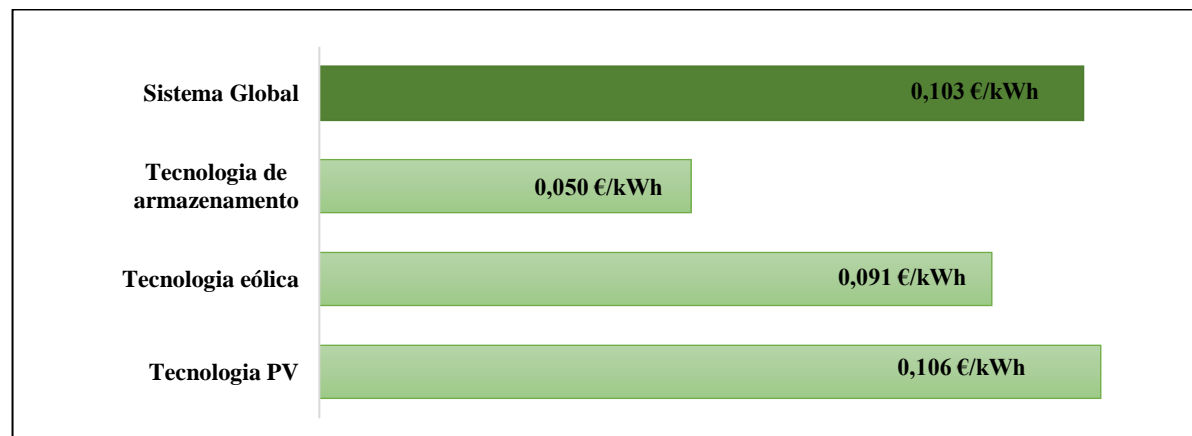 Sistema Global
0,103 €/kWh
Tecnologia de
armazenamento
0,050 €/kWh
Tecnologia eólica
0,091 €/kWh
Tecnologia PV
0,106 €/kWh